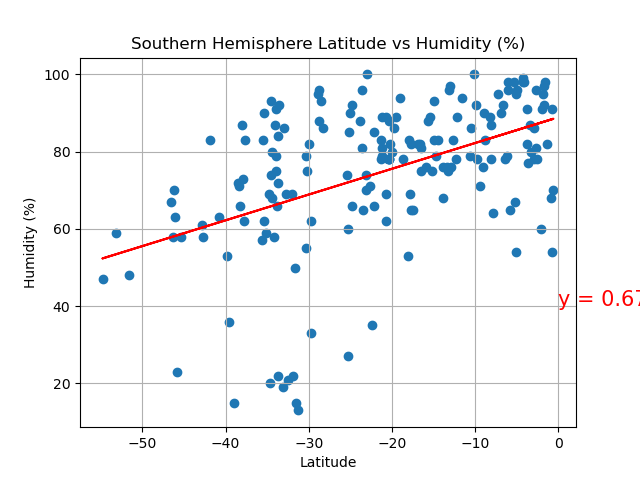 Southern Hemisphere Latitude vs Humidity (%)
100
80
60
40
20
Humidity (%)
y = 0.67
−50
−40
−30
−20
−10
0
Latitude